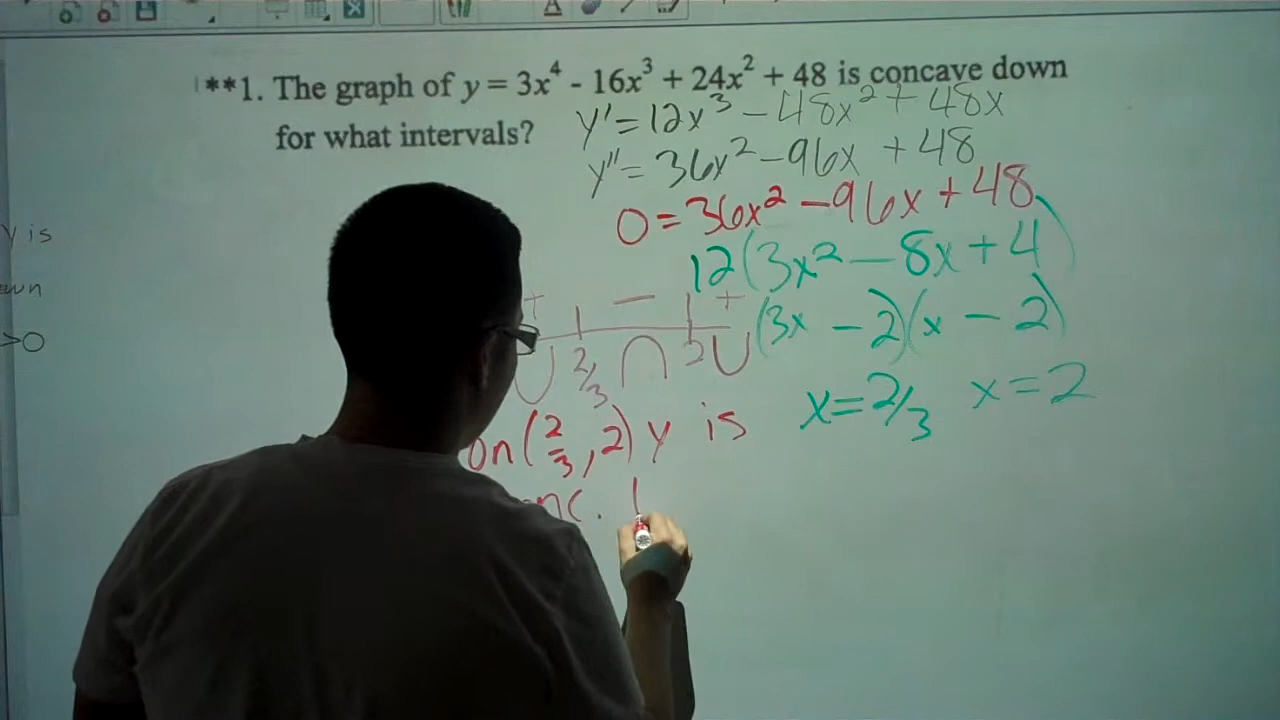 **1. The graph of y = 3x⁴ - 16x³ + 24x² + 48 is concave down
for what intervals?
y' = 12x³ - 48x² + 48x
y'' = 36x² - 96x + 48
0 = 36x² - 96x + 48
12(3x² - 8x + 4)
(3x - 2)(x - 2)
x = 2/3 x = 2
+ - +
2/3 2
on (2/3, 2) y is
nc.
y is
wn
>0